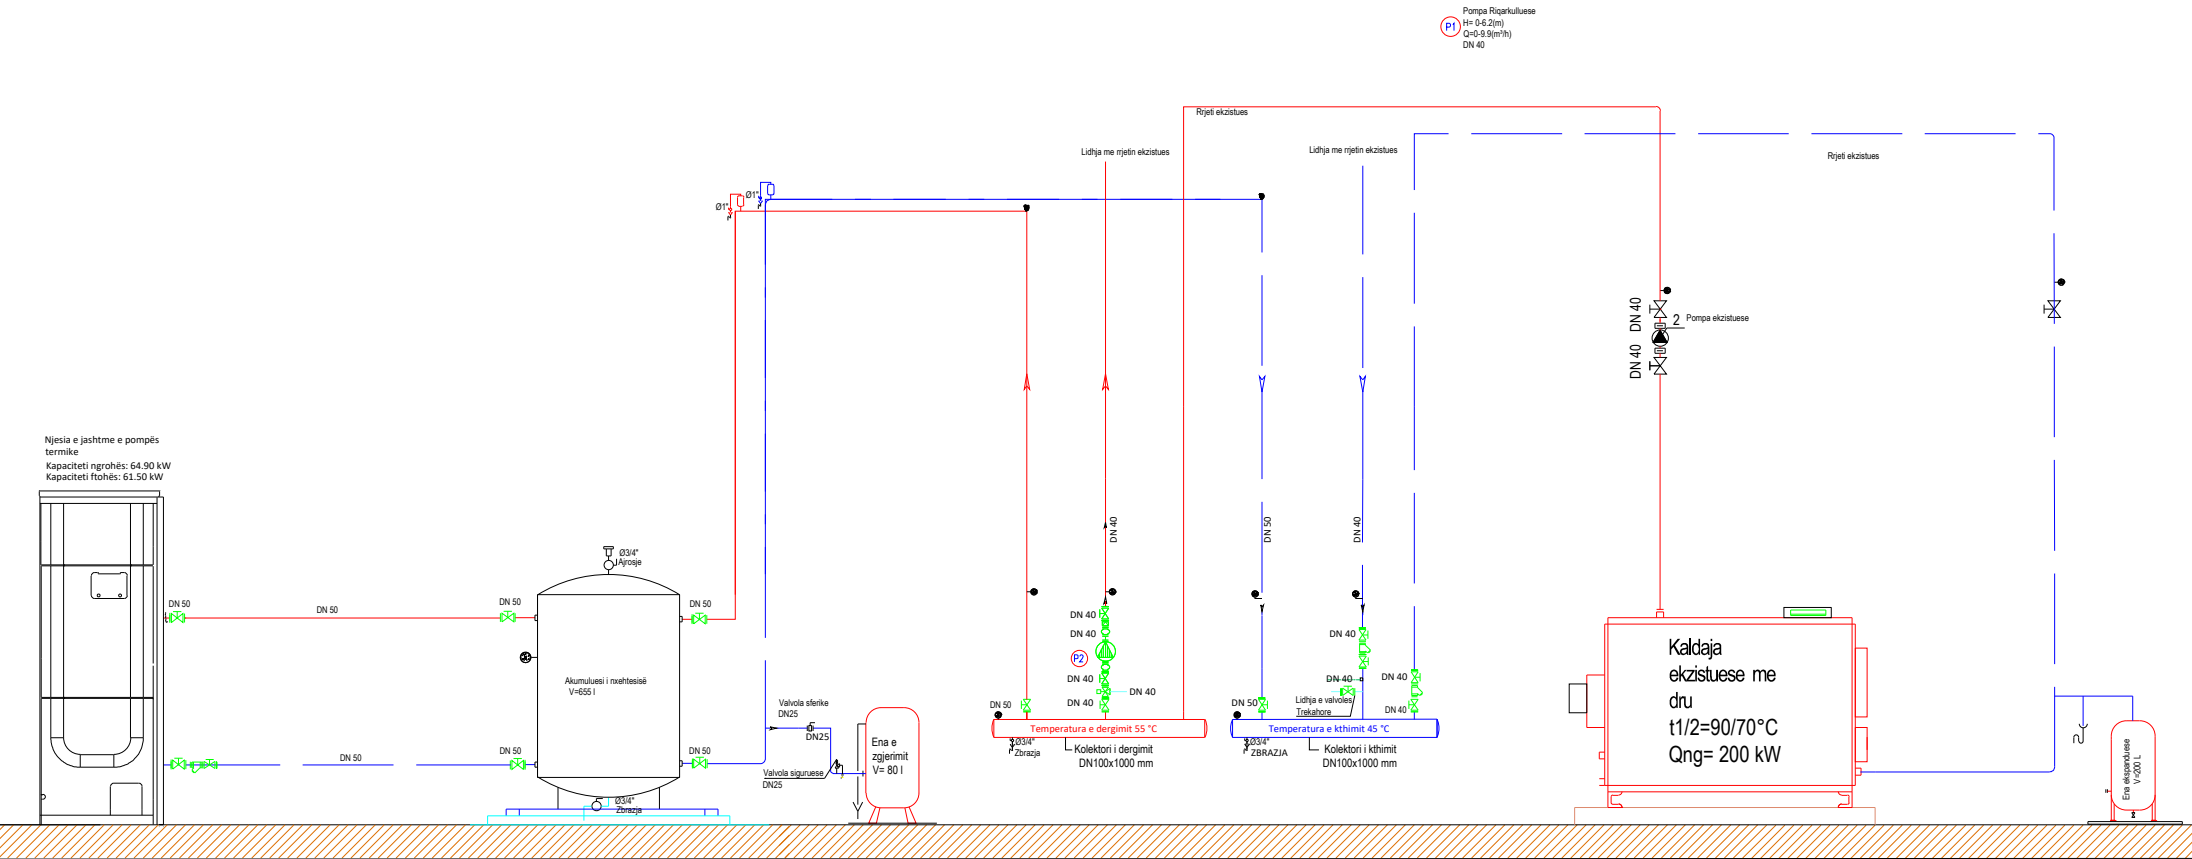 Pompa Riqarkulluese
P1
H= 0-6.2(m)
Q=0-9.9(m³/h)
DN 40
Rrjeti ekzistues
Lidhja me rrjetin ekzistues
Lidhja me rrjetin ekzistues
Rrjeti ekzistues
Ø1"
Ø1"
DN 40
2
Pompa ekzistuese
DN 40
Njesia e jashtme e pompës
termike
Kapaciteti ngrohës: 64.90 kW
Kapaciteti ftohës: 61.50 kW
DN 40
DN 50
DN 40
Ø3/4"
Ajrosje
DN 50
DN 50
DN 50
DN 50
DN 40
DN 40
P2
DN 40
DN 40
DN 40
DN 50
DN 40
DN 40
DN 40
Lidhja e valvoles
Trekahore
DN 50
DN 40
DN 40
Akumuluesi i nxehtesisë
V=655 l
Valvola sferike
DN25
DN25
Valvola siguruese
DN25
Ena e
zgjerimit
V= 80 l
Temperatura e dergimit 55 °C
Temperatura e kthimit 45 °C
Ø3/4"
Zbrazja
Kolektori i dergimit
DN100x1000 mm
Ø3/4"
ZBRAZJA
Kolektori i kthimit
DN100x1000 mm
Kaldaja
ekzistuese me
dru
t1/2=90/70°C
Qng= 200 kW
DN 50
DN 50
DN 50
Ø3/4"
Zbrazja
Ena ekspanduese
V =200 L